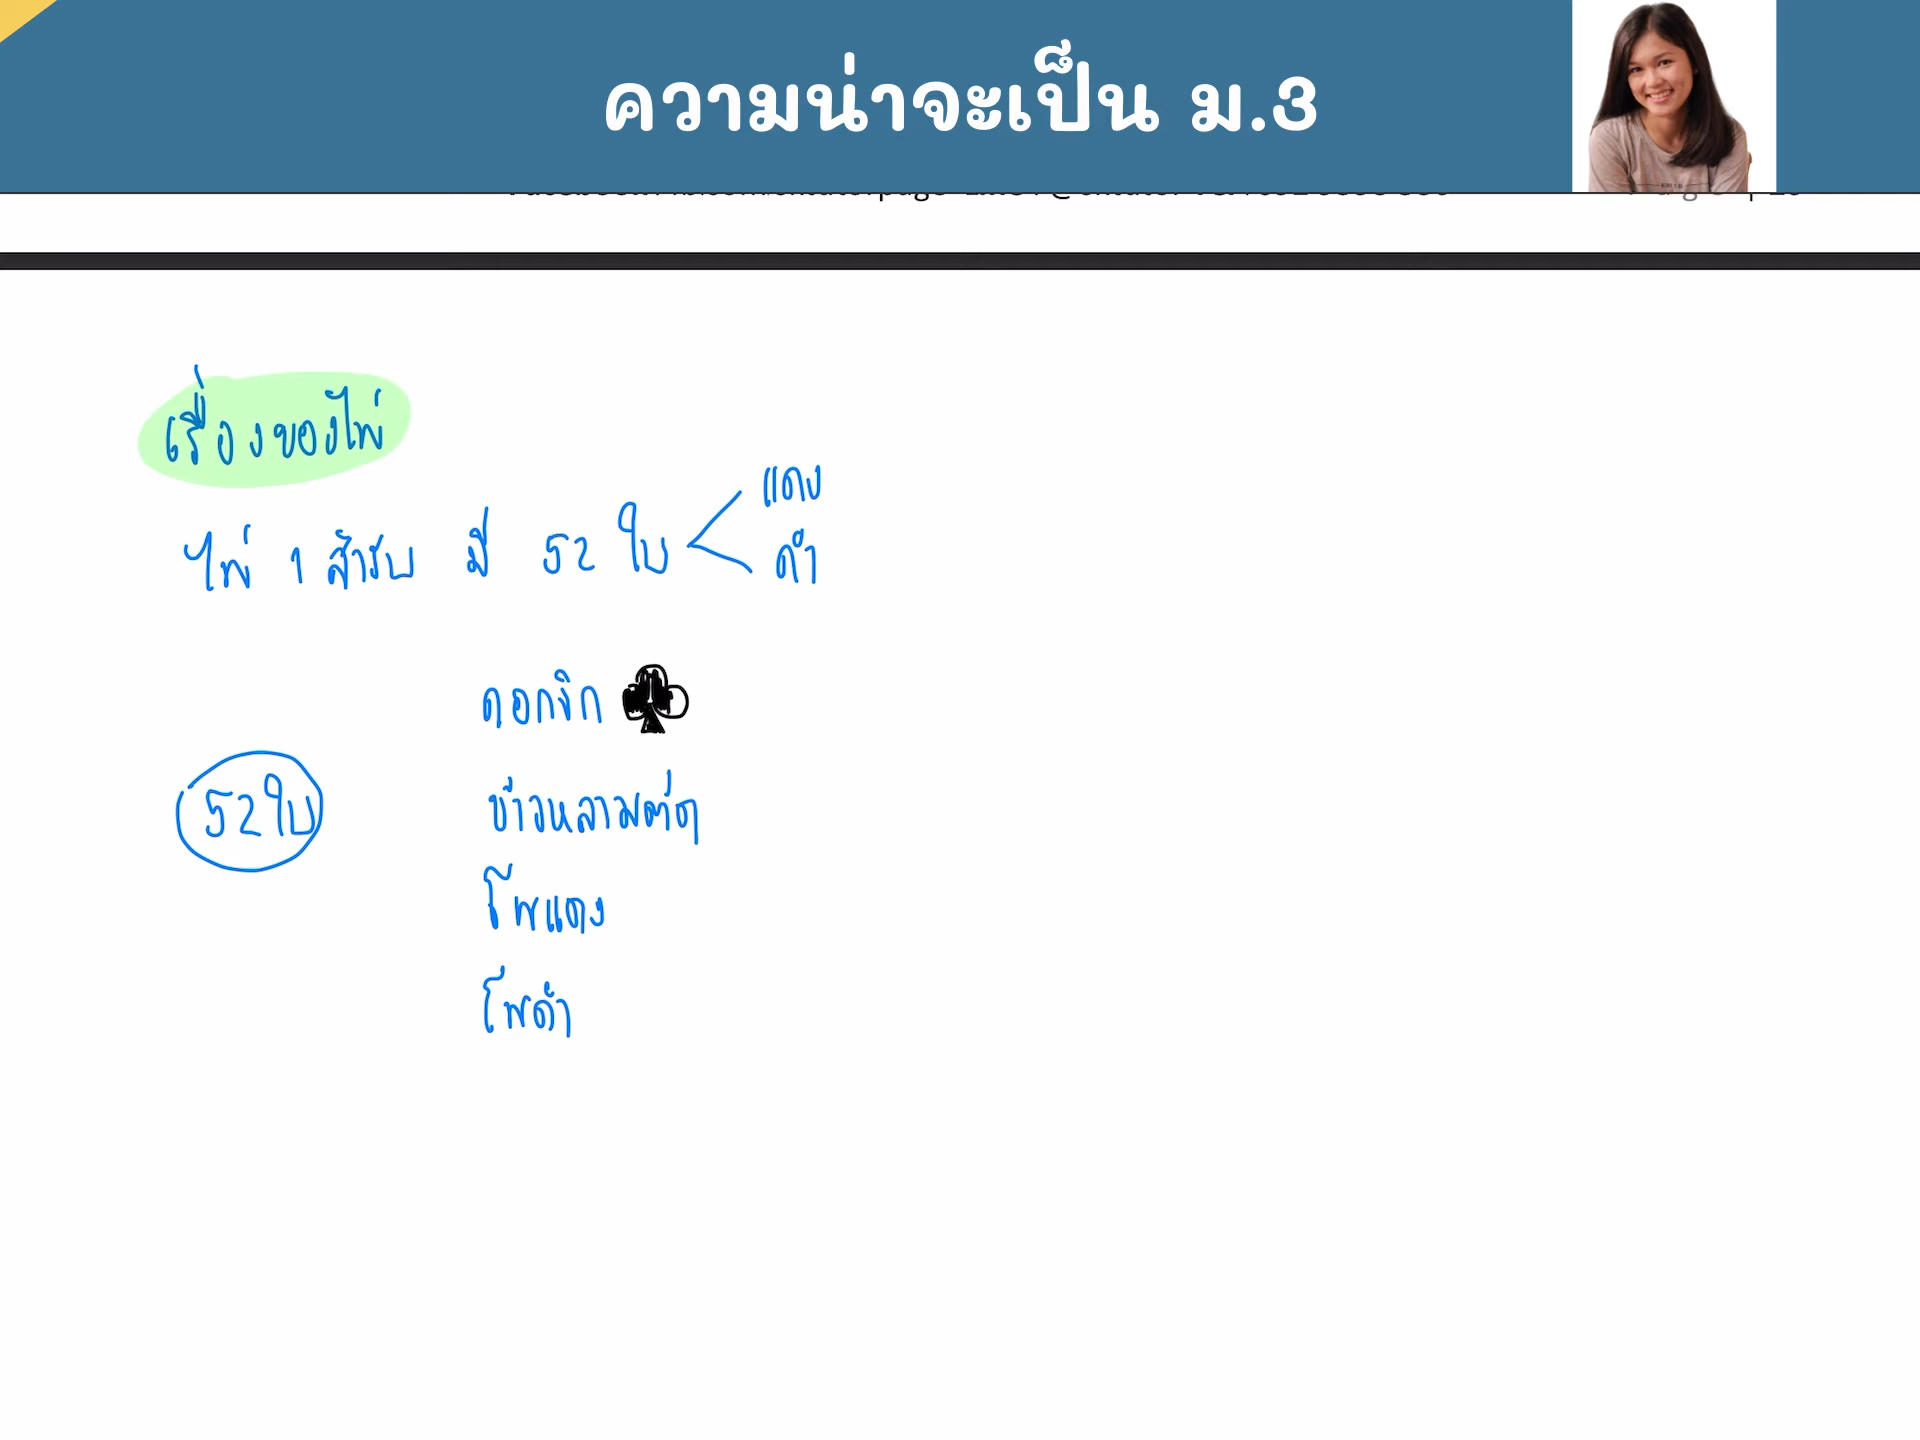 ความน่าจะเป็น ม.3
เรื่องของไพ่
ไพ่ 1 สำรับ มี 52 ใบ
แดง
ดำ
ดอกจิก
52 ใบ
ข้าวหลามตัด
โพแดง
โพดำ